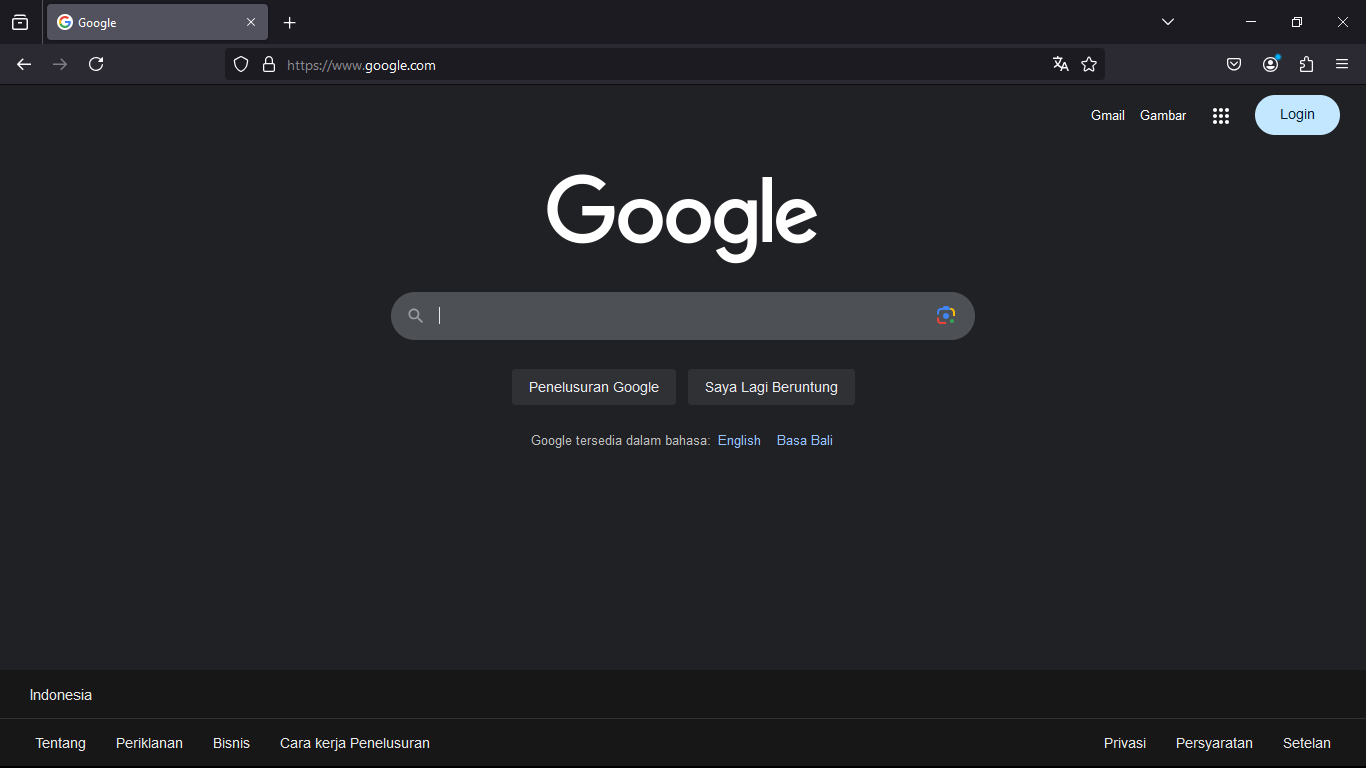 Google
https://www.google.com
Gmail Gambar Login
Google
Penelusuran Google Saya Lagi Beruntung
Google tersedia dalam bahasa: English Basa Bali
Indonesia
Tentang Periklanan Bisnis Cara kerja Penelusuran Privasi Persyaratan Setelan